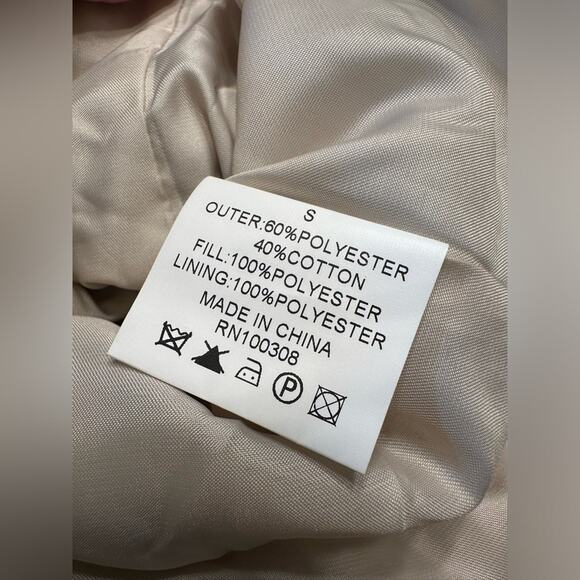 S
OUTER:60%POLYESTER
40%COTTON
FILL:100%POLYESTER
LINING:100%POLYESTER
MADE IN CHINA
RN100308
P